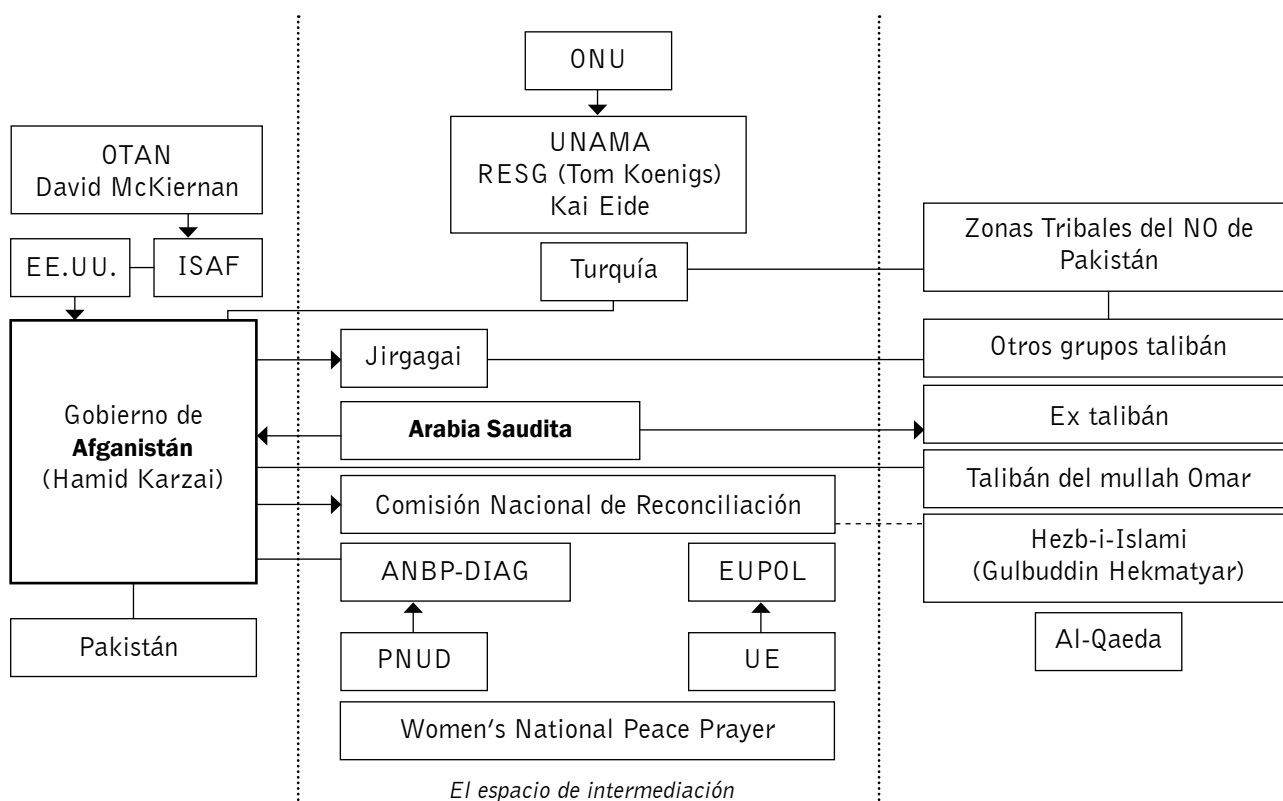 ONU
UNAMA
RESG (Tom Koenigs)
Kai Eide
OTAN
David McKiernan
EE.UU.
ISAF
Turquía
Zonas Tribales del NO de
Pakistán
Jirgagai
Otros grupos talibán
Gobierno de
Afganistán
(Hamid Karzai)
Arabia Saudita
Ex talibán
Talibán del mullah Omar
Comisión Nacional de Reconciliación
Hezb-i-Islami
(Gulbuddin Hekmatyar)
ANBP-DIAG
EUPOL
Al-Qaeda
Pakistán
PNUD
UE
Women's National Peace Prayer
El espacio de intermediación